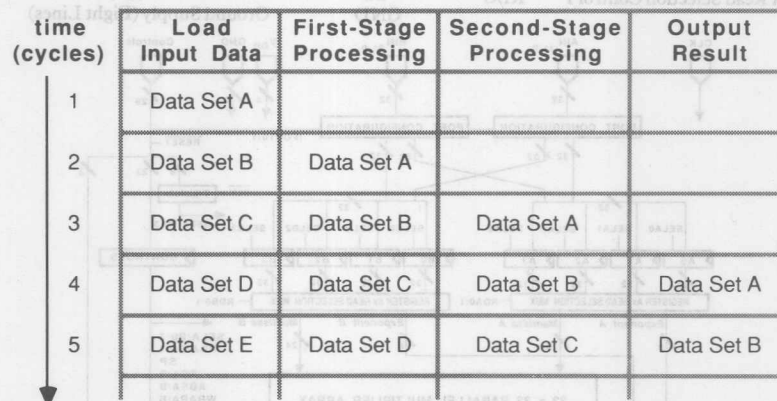 time (cycles) | Load Input Data | First-Stage Processing | Second-Stage Processing | Output Result
1 | Data Set A
2 | Data Set B | Data Set A
3 | Data Set C | Data Set B | Data Set A
4 | Data Set D | Data Set C | Data Set B | Data Set A
5 | Data Set E | Data Set D | Data Set C | Data Set B